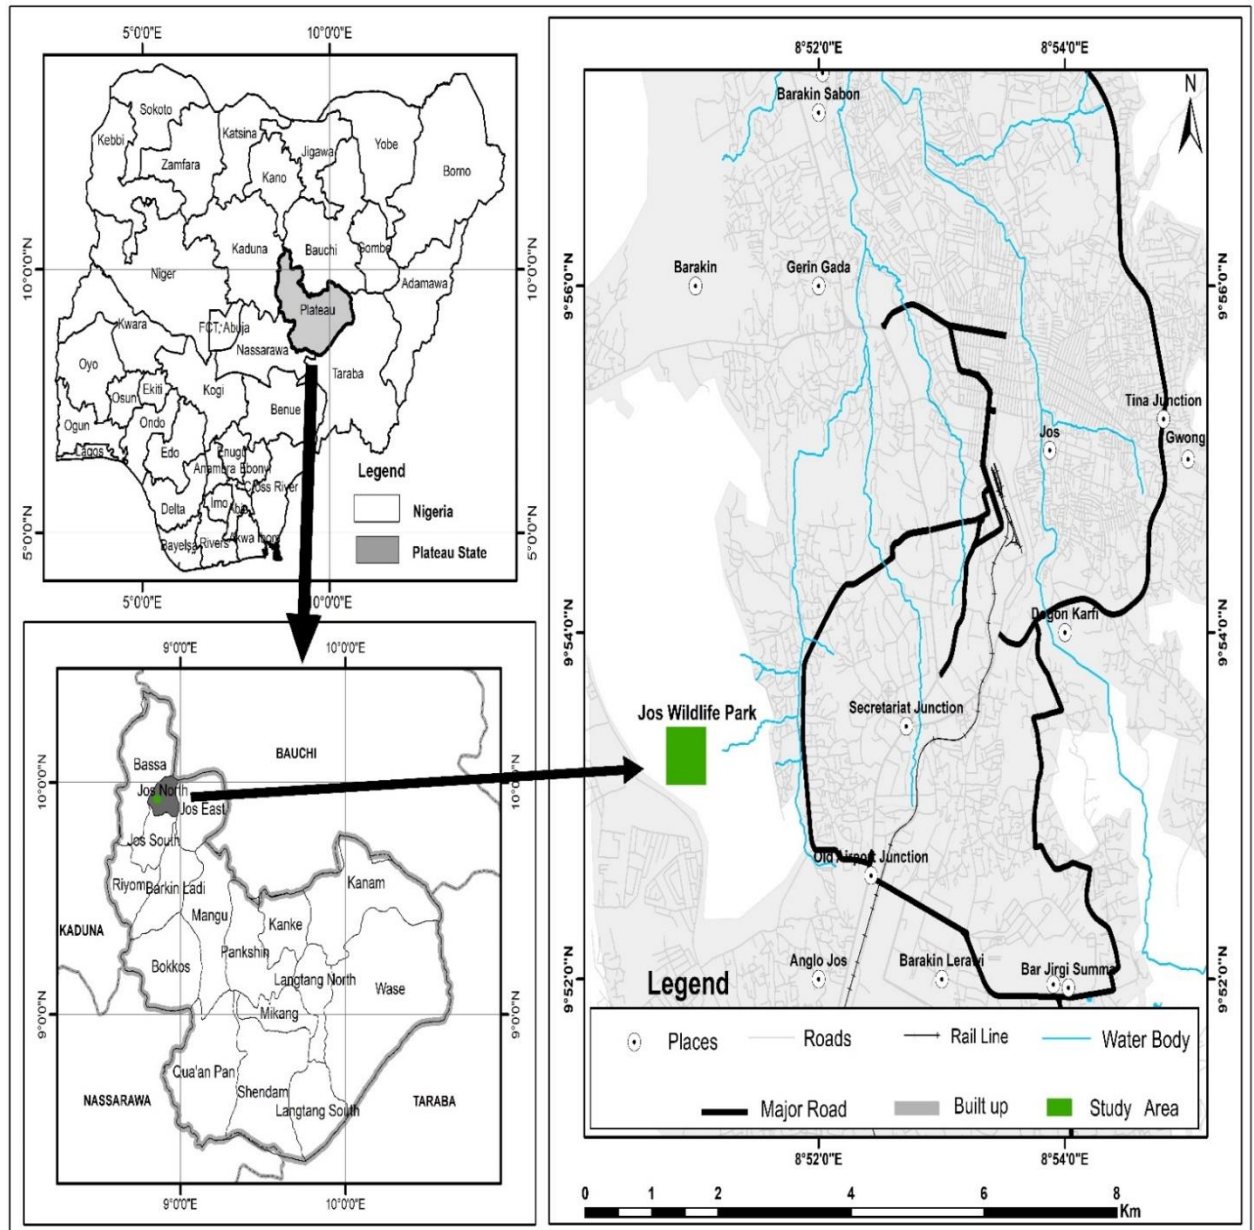 5°0'0"E
10°0'0"E
10°0'0"N
10°0'0"N
5°0'0"N
5°0'0"N
Sokoto
Kebbi
Katsina
Zamfara
Jigawa
Yobe
Kano
Borno
Kaduna
Bauchi
Gombe
Niger
Adamawa
Plateau
Kwara
FCT, Abuja
Nassarawa
Oyo
Taraba
Ekiti
Kogi
Osun
Benue
Ogun
Ondo
Lagos
Edo
Enugu
Anambra
Ebonyi
Cross River
Delta
Imo
Abia
Bayelsa
Rivers
Akwa Ibom
Legend
Nigeria
Plateau State
5°0'0"E
10°0'0"E
9°0'0"E
10°0'0"E
10°0'0"N
10°0'0"N
9°0'0"N
9°0'0"N
BAUCHI
Bassa
Jos North
Jos East
Jos South
Riyom
Barkin Ladi
Kanam
Mangu
Kanke
KADUNA
Pankshin
Bokkos
Langtang North
Wase
Mikang
Qua'an Pan
Shendam
NASSARAWA
Langtang South
TARABA
9°0'0"E
10°0'0"E
8°52'0"E
8°54'0"E
N
9°56'0"N
9°56'0"N
9°54'0"N
9°54'0"N
9°52'0"N
9°52'0"N
Barakin Sabon
Barakin
Gerin Gada
Tina Junction
Jos
Gwong
Dogon Karfi
Jos Wildlife Park
Secretariat Junction
Old Airport Junction
Anglo Jos
Barakin Lerawi
Bar Jirgi Summa
Legend
Places
Roads
Rail Line
Water Body
Major Road
Built up
Study Area
8°52'0"E
8°54'0"E
0 1 2 4 6 8
Km